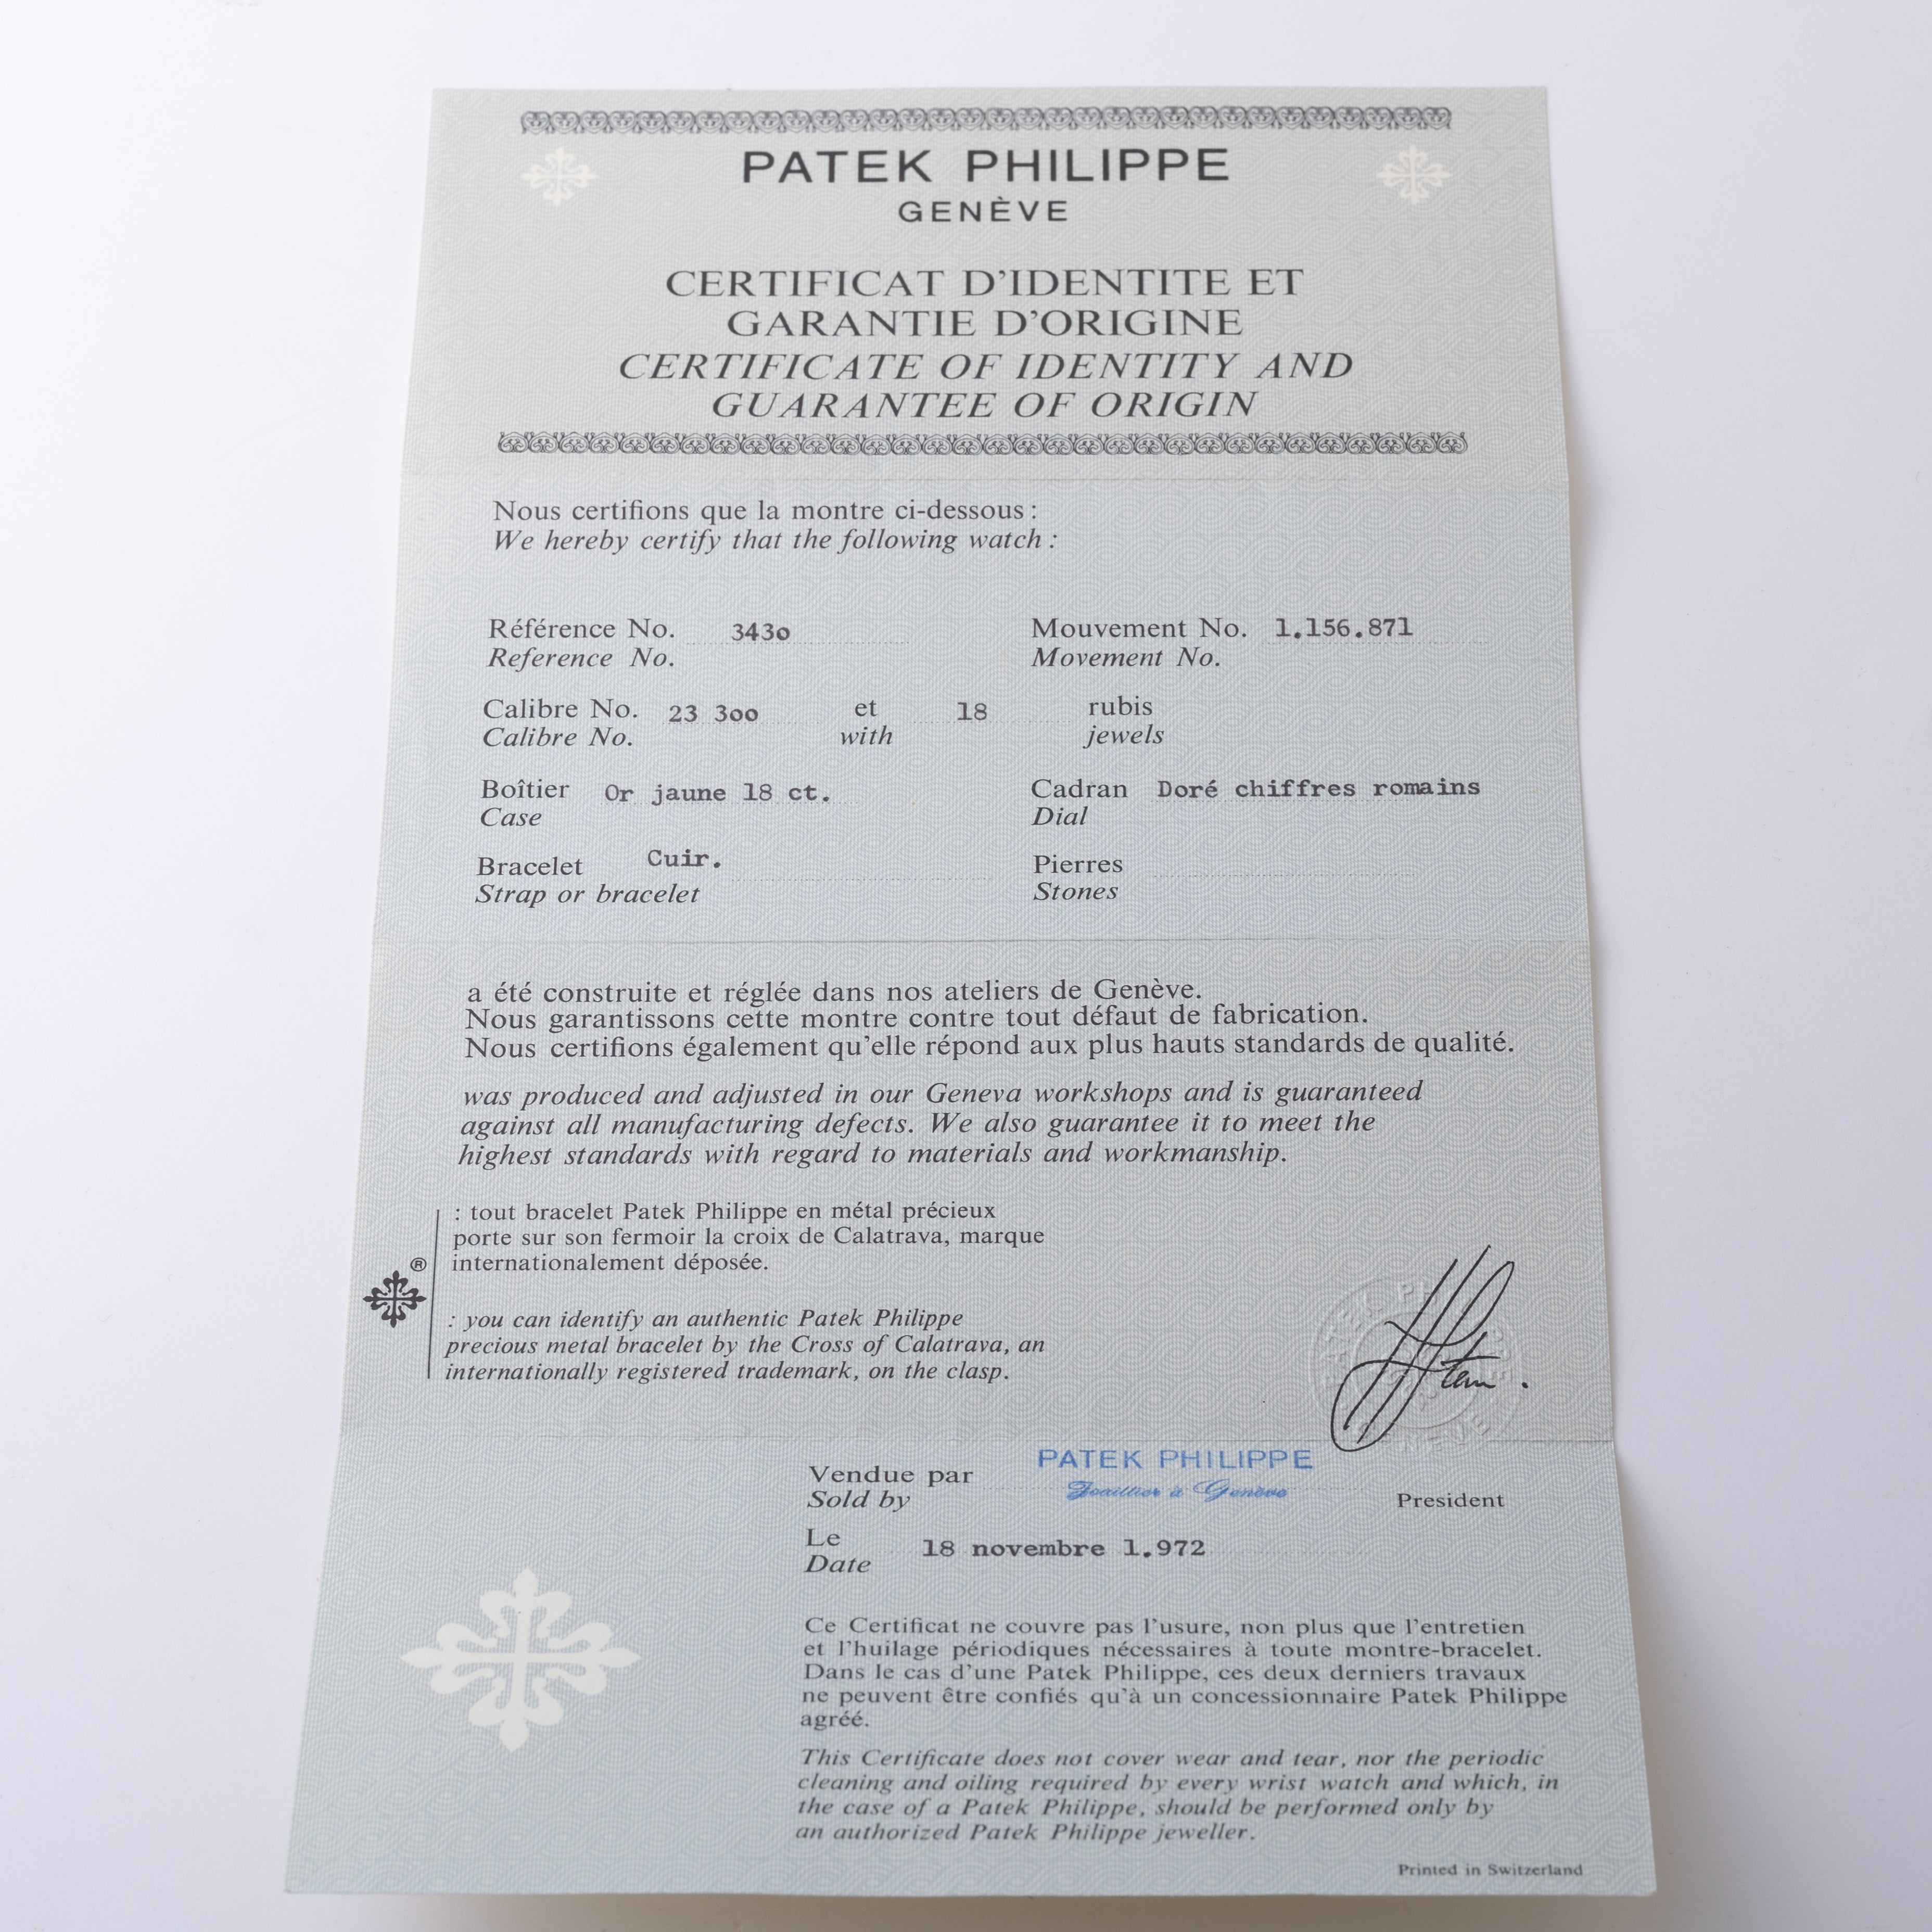 PATEK PHILIPPE
GENÈVE
CERTIFICAT D'IDENTITE ET
GARANTIE D'ORIGINE
CERTIFICATE OF IDENTITY AND
GUARANTEE OF ORIGIN
Nous certifions que la montre ci-dessous :
We hereby certify that the following watch :
Référence No. 3430 Mouvement No. 1.156.871
Reference No. Movement No.
Calibre No. 23 300 et 18 rubis
Calibre No. with jewels
Boîtier Or jaune 18 ct. Cadran Doré chiffres romains
Case Dial
Bracelet Cuir. Pierres
Strap or bracelet Stones
a été construite et réglée dans nos ateliers de Genève.
Nous garantissons cette montre contre tout défaut de fabrication.
Nous certifions également qu'elle répond aux plus hauts standards de qualité.
was produced and adjusted in our Geneva workshops and is guaranteed
against all manufacturing defects. We also guarantee it to meet the
highest standards with regard to materials and workmanship.
: tout bracelet Patek Philippe en métal précieux
porte sur son fermoir la croix de Calatrava, marque
internationalement déposée.
®
: you can identify an authentic Patek Philippe
precious metal bracelet by the Cross of Calatrava, an
internationally registered trademark, on the clasp.
Vendue par PATEK PHILIPPE
Sold by Joaillier à Genève President
Le 18 novembre 1.972
Date
Ce Certificat ne couvre pas l'usure, non plus que l'entretien
et l'huilage périodiques nécessaires à toute montre-bracelet.
Dans le cas d'une Patek Philippe, ces deux derniers travaux
ne peuvent être confiés qu'à un concessionnaire Patek Philippe
agréé.
This Certificate does not cover wear and tear, nor the periodic
cleaning and oiling required by every wrist watch and which, in
the case of a Patek Philippe, should be performed only by
an authorized Patek Philippe jeweller.
Printed in Switzerland